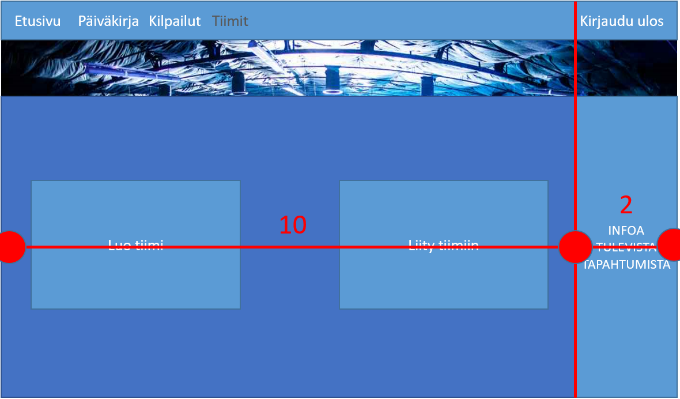 Etusivu Päiväkirja Kilpailut Tiimit Kirjaudu ulos
2
10
INFOA
Luo tiimi Liity tiimiin TULEVISTA
TAPAHTUMISTA